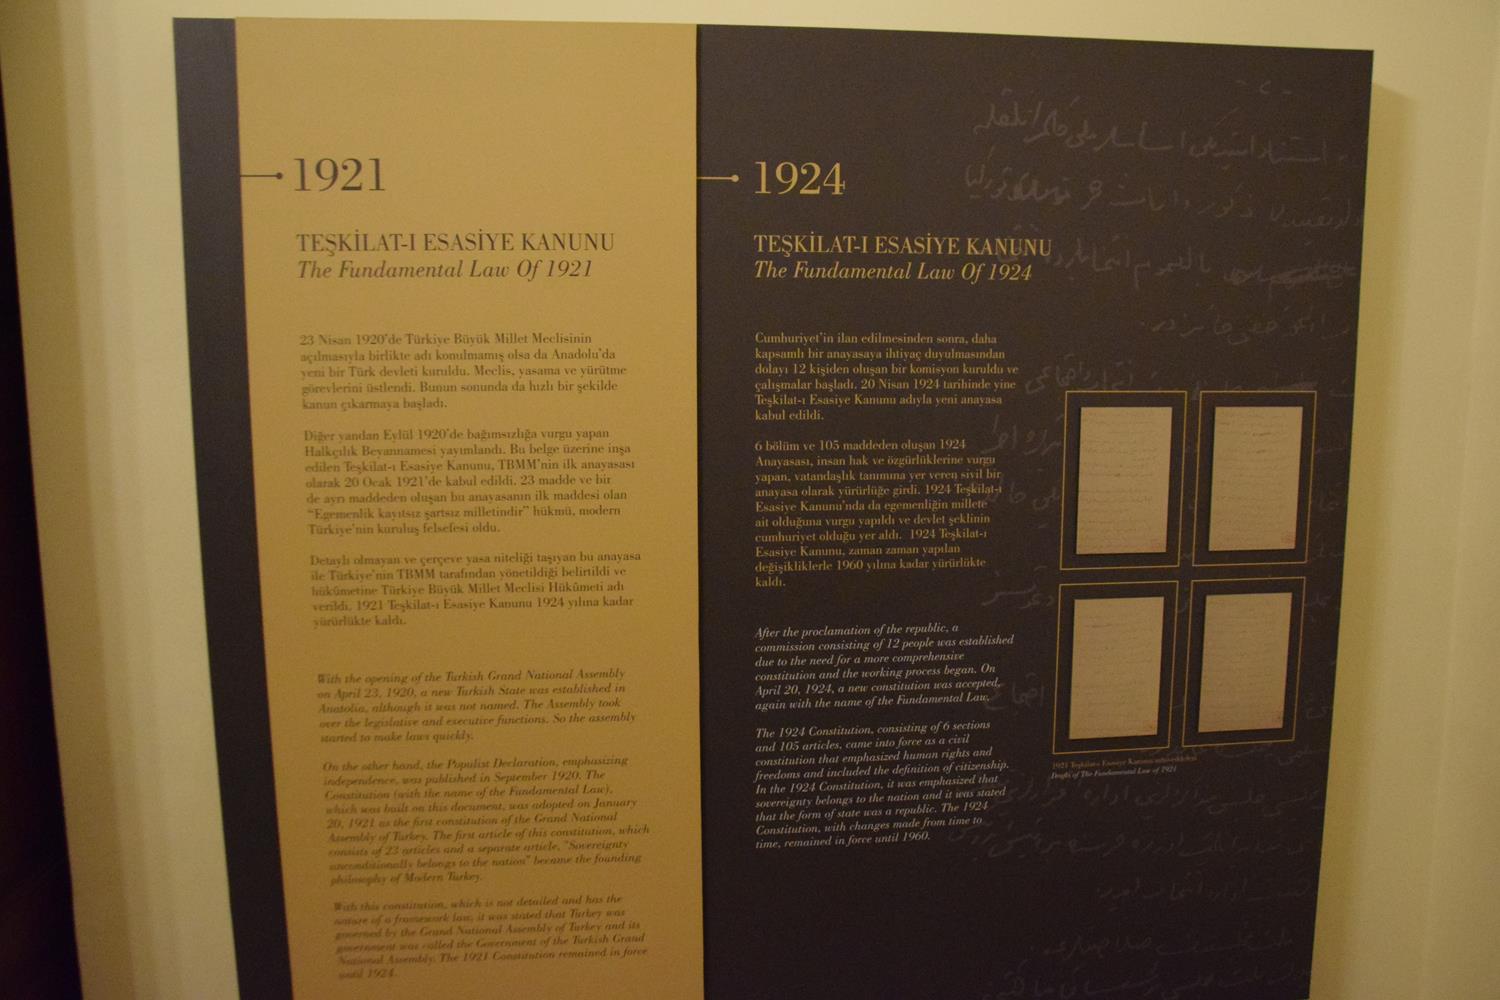 1921
TEŞKİLAT-I ESASİYE KANUNU
The Fundamental Law Of 1921
23 Nisan 1920'de Türkiye Büyük Millet Meclisinin
açılmasıyla birlikte adı konulmamış olsa da Anadolu'da
yeni bir Türk devleti kuruldu. Meclis, yasama ve yürütme
görevlerini üstlendi. Bunun sonunda da hızlı bir şekilde
kanun çıkarmaya başladı.
Diğer yandan Eylül 1920'de bağımsızlığa vurgu yapan
Halkçılık Beyannamesi yayımlandı. Bu belge üzerine inşa
edilen Teşkilat-ı Esasiye Kanunu, TBMM'nin ilk anayasası
olarak 20 Ocak 1921'de kabul edildi. 23 madde ve bir
de ayrı maddeden oluşan bu anayasanın ilk maddesi olan
“Egemenlik kayıtsız şartsız milletindir” hükmü, modern
Türkiye'nin kuruluş felsefesi oldu.
Detaylı olmayan ve çerçeve yasa niteliği taşıyan bu anayasa
ile Türkiye'nin TBMM tarafından yönetildiği belirtildi ve
hükûmetine Türkiye Büyük Millet Meclisi Hükûmeti adı
verildi. 1921 Teşkilat-ı Esasiye Kanunu 1924 yılına kadar
yürürlükte kaldı.
With the opening of the Turkish Grand National Assembly
on April 23, 1920, a new Turkish State was established in
Anatolia, although it was not named. The Assembly took
over the legislative and executive functions. So the assembly
started to make laws quickly.
On the other hand, the Populist Declaration, emphasizing
independence, was published in September 1920. The
Constitution (with the name of the Fundamental Law),
which was built on this document, was adopted on January
20, 1921 as the first constitution of the Grand National
Assembly of Turkey. The first article of this constitution, which
consists of 23 articles and a separate article, "Sovereignty
unconditionally belongs to the nation" became the founding
philosophy of Modern Turkey.
With this constitution, which is not detailed and has the
nature of a framework law, it was stated that Turkey was
governed by the Grand National Assembly of Turkey and its
government was called the Government of the Turkish Grand
National Assembly. The 1921 Constitution remained in force
until 1924.
1924
TEŞKİLAT-I ESASİYE KANUNU
The Fundamental Law Of 1924
Cumhuriyet'in ilan edilmesinden sonra, daha
kapsamlı bir anayasaya ihtiyaç duyulmasından
dolayı 12 kişiden oluşan bir komisyon kuruldu ve
çalışmalar başladı. 20 Nisan 1924 tarihinde yine
Teşkilat-ı Esasiye Kanunu adıyla yeni anayasa
kabul edildi.
6 bölüm ve 105 maddeden oluşan 1924
Anayasası, insan hak ve özgürlüklerine vurgu
yapan, vatandaşlık tanımına yer veren sivil bir
anayasa olarak yürürlüğe girdi. 1924 Teşkilat-ı
Esasiye Kanunu'nda da egemenliğin millete
ait olduğuna vurgu yapıldı ve devlet şeklinin
cumhuriyet olduğu yer aldı. 1924 Teşkilat-ı
Esasiye Kanunu, zaman zaman yapılan
değişikliklerle 1960 yılına kadar yürürlükte
kaldı.
After the proclamation of the republic, a
commission consisting of 12 people was established
due to the need for a more comprehensive
constitution and the working process began. On
April 20, 1924, a new constitution was accepted,
again with the name of the Fundamental Law.
The 1924 Constitution, consisting of 6 sections
and 105 articles, came into force as a civil
constitution that emphasized human rights and
freedoms and included the definition of citizenship.
In the 1924 Constitution, it was emphasized that
sovereignty belongs to the nation and it was stated
that the form of state was a republic. The 1924
Constitution, with changes made from time to
time, remained in force until 1960.
1921 Teşkilat-ı Esasiye Kanunu
Drafts of The Fundamental Law of 1921